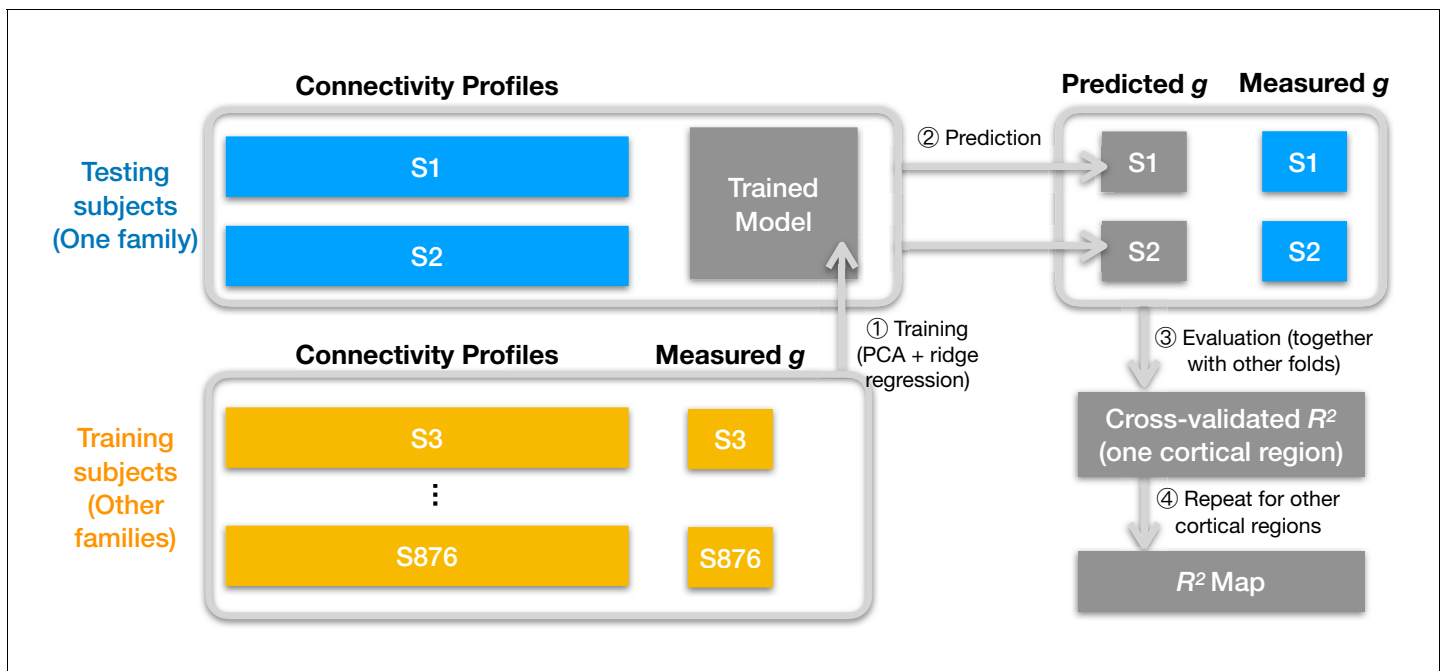 Connectivity Profiles
Testing
subjects
(One family)
S1
S2
Trained
Model
② Prediction
Predicted g
Measured g
S1
S1
S2
S2
① Training
(PCA + ridge
regression)
Connectivity Profiles
Measured g
Training
subjects
(Other
families)
S3
S3
⋮
S876
S876
③ Evaluation (together
with other folds)
Cross-validated R²
(one cortical region)
④ Repeat for other
cortical regions
R² Map